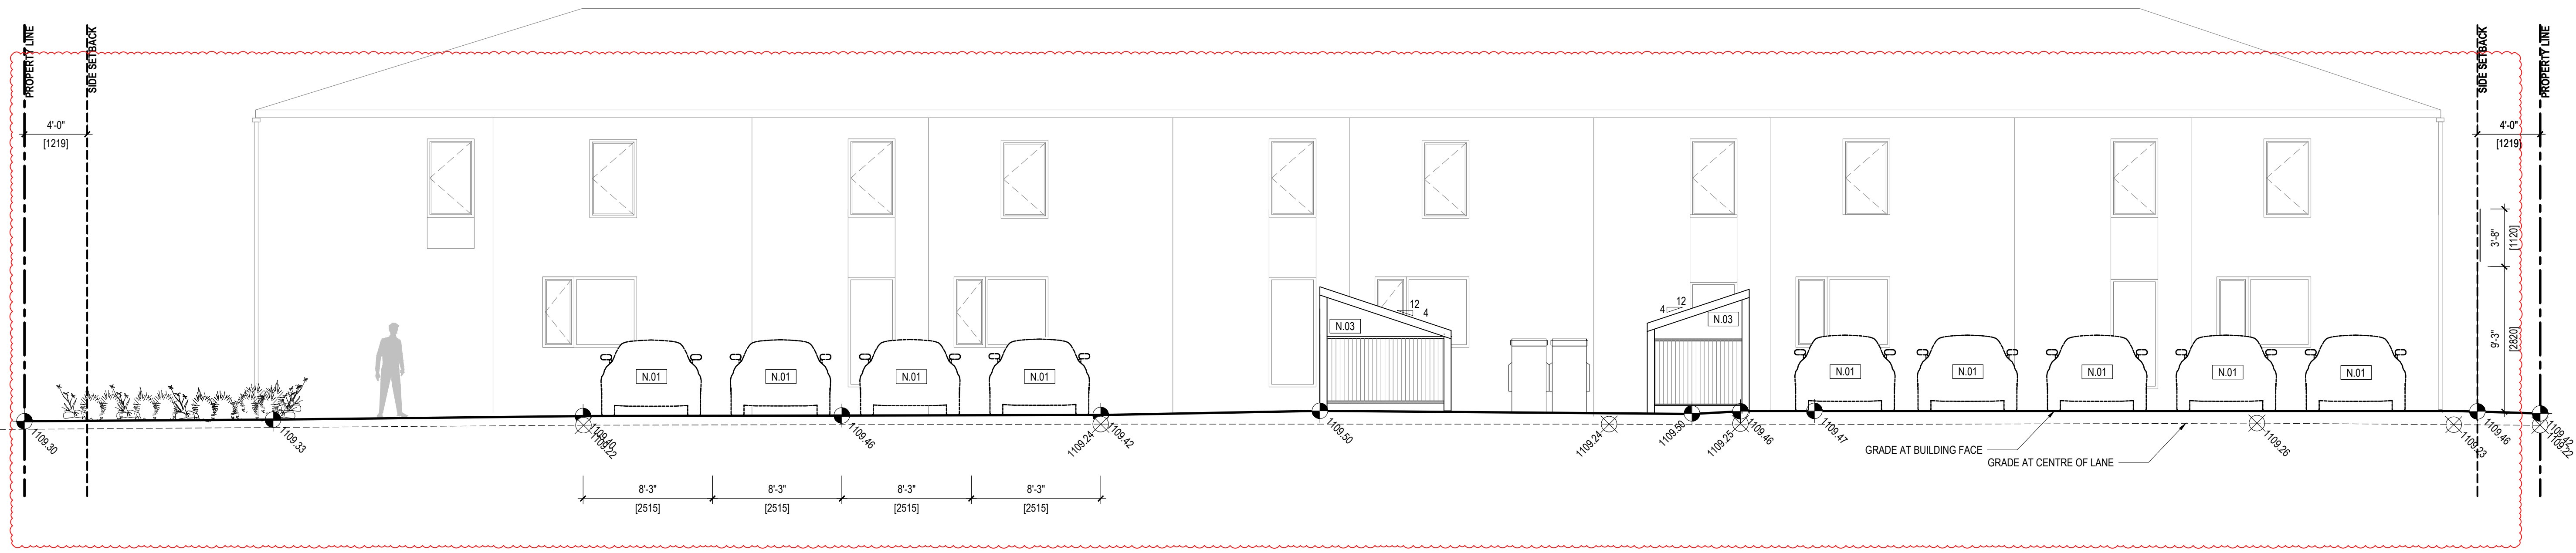 PROPERTY LINE
SIDE SETBACK
SIDE SETBACK
PROPERTY LINE
4'-0"
[1219]
4'-0"
[1219]
3'-8"
[1120]
9'-3"
[2820]
12
4
12
4
N.03
N.03
N.01
N.01
N.01
N.01
N.01
N.01
N.01
N.01
N.01
1109.30
1109.33
1109.40
1109.22
1109.46
1109.24
1109.42
1109.50
1109.24
1109.50
1109.25
1109.46
1109.47
1109.26
1109.23
1109.46
1109.42
1109.22
GRADE AT BUILDING FACE
GRADE AT CENTRE OF LANE
8'-3"
[2515]
8'-3"
[2515]
8'-3"
[2515]
8'-3"
[2515]